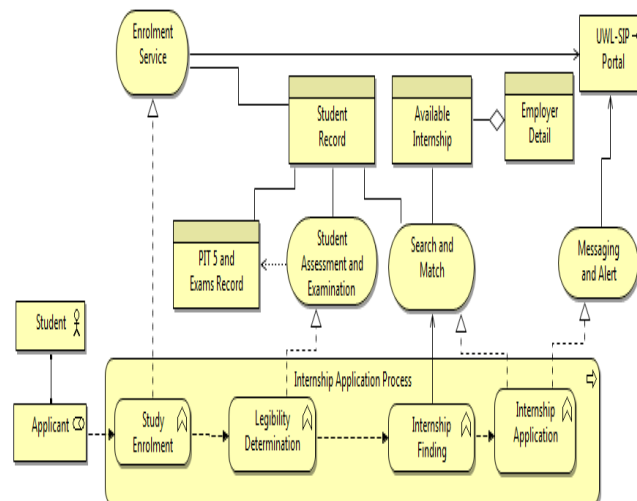 Enrolment
Service
UWL-SIP
Portal
Student
Record
Available
Internship
Employer
Detail
PIT 5 and
Exams Record
Student
Assessment and
Examination
Search and
Match
Messaging
and Alert
Student
Internship Application Process
Applicant
Study
Enrolment
Legibility
Determination
Internship
Finding
Internship
Application